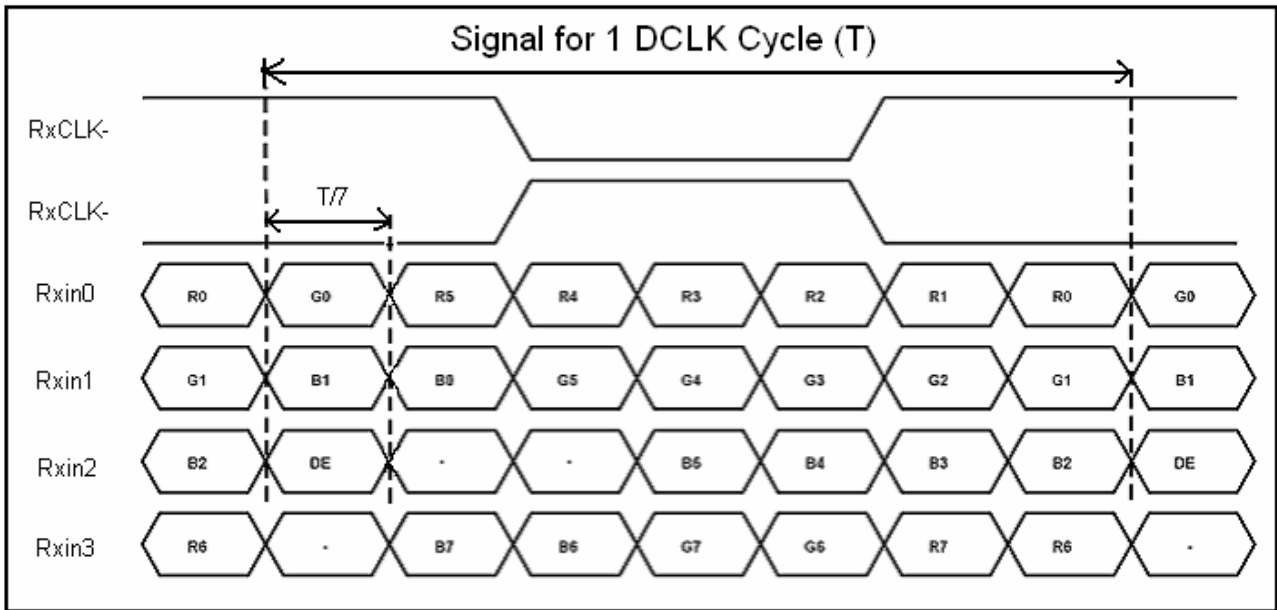 Signal for 1 DCLK Cycle (T)
RxCLK-
T/7
RxCLK-
Rxin0 R0 G0 R5 R4 R3 R2 R1 R0 G0
Rxin1 G1 B1 B0 G5 G4 G3 G2 G1 B1
Rxin2 B2 DE - - B5 B4 B3 B2 DE
Rxin3 R6 - B7 B6 G7 G6 R7 R6 -